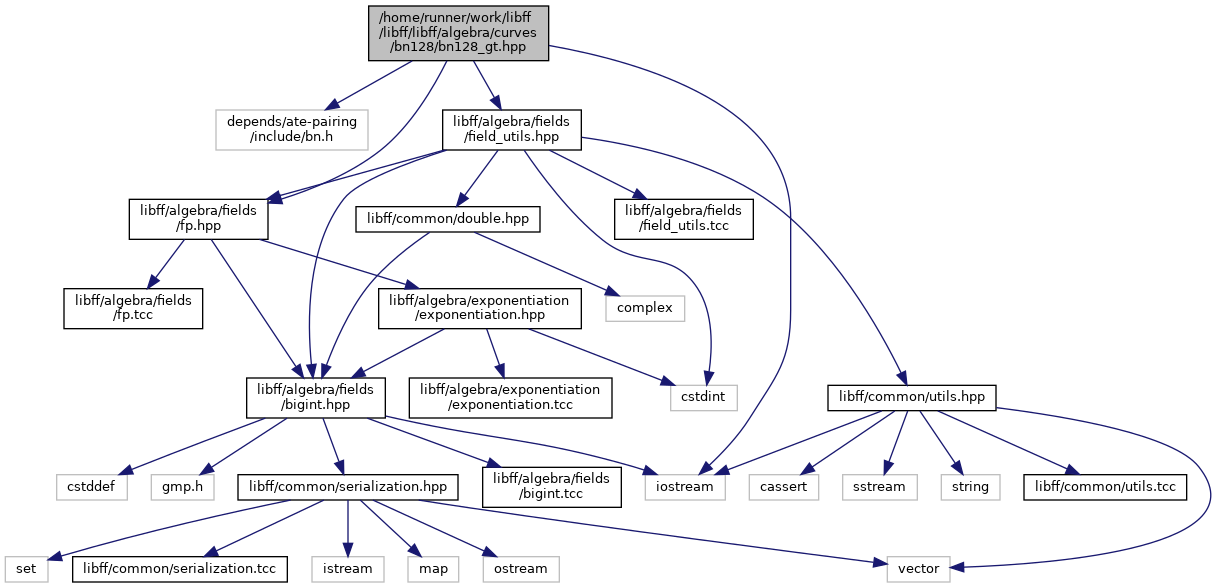 /home/runner/work/libff
/libff/libff/algebra/curves
/bn128/bn128_gt.hpp
depends/ate-pairing
/include/bn.h
libff/algebra/fields
/field_utils.hpp
libff/algebra/fields
/fp.hpp
libff/common/double.hpp
libff/algebra/fields
/field_utils.tcc
libff/algebra/fields
/fp.tcc
libff/algebra/exponentiation
/exponentiation.hpp
complex
libff/algebra/fields
/bigint.hpp
libff/algebra/exponentiation
/exponentiation.tcc
cstdint
libff/common/utils.hpp
cstddef
gmp.h
libff/common/serialization.hpp
libff/algebra/fields
/bigint.tcc
iostream
cassert
sstream
string
libff/common/utils.tcc
set
libff/common/serialization.tcc
istream
map
ostream
vector